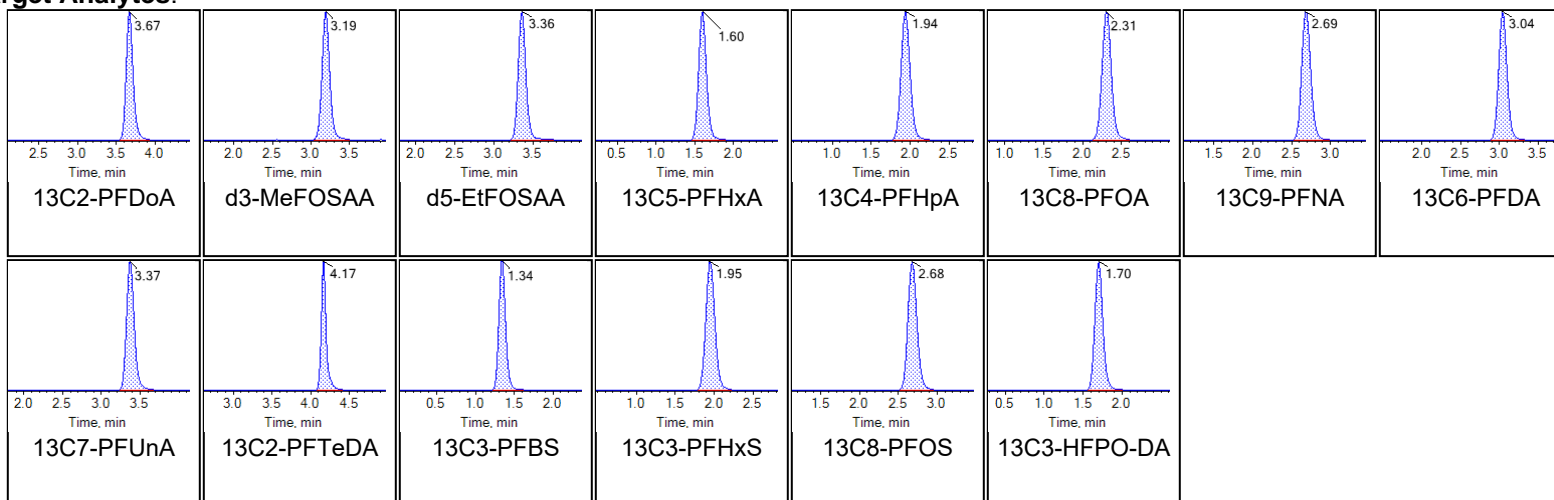 rget Analytes:
3.67 3.19 3.36 1.60 1.94 2.31 2.69 3.04
2.5 3.0 3.5 4.0 2.0 2.5 3.0 3.5 2.0 2.5 3.0 3.5 0.5 1.0 1.5 2.0 1.0 1.5 2.0 2.5 1.0 1.5 2.0 2.5 1.5 2.0 2.5 3.0 2.0 2.5 3.0 3.5
Time, min Time, min Time, min Time, min Time, min Time, min Time, min Time, min
13C2-PFDoA d3-MeFOSAA d5-EtFOSAA 13C5-PFHxA 13C4-PFHpA 13C8-PFOA 13C9-PFNA 13C6-PFDA
3.37 4.17 1.34 1.95 2.68 1.70
2.0 2.5 3.0 3.5 3.0 3.5 4.0 4.5 0.5 1.0 1.5 2.0 1.0 1.5 2.0 2.5 1.5 2.0 2.5 3.0 0.5 1.0 1.5 2.0
Time, min Time, min Time, min Time, min Time, min Time, min
13C7-PFUnA 13C2-PFTeDA 13C3-PFBS 13C3-PFHxS 13C8-PFOS 13C3-HFPO-DA